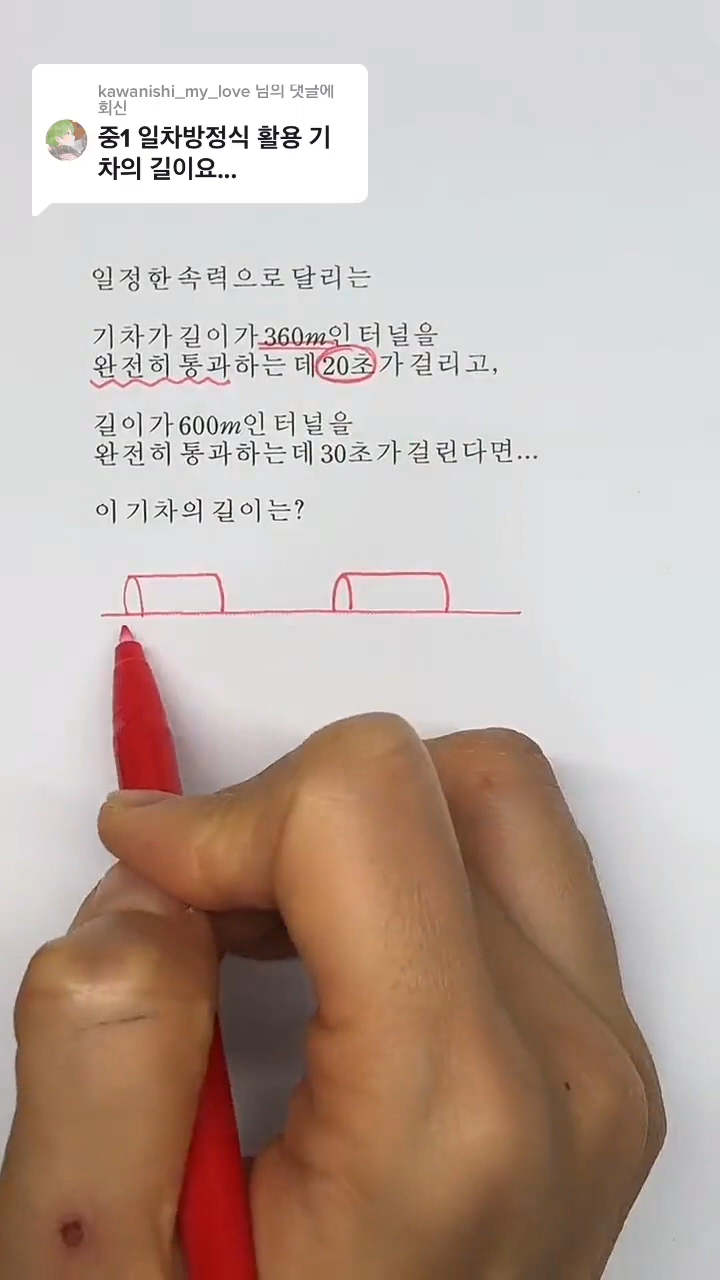 kawanishi_my_love 님의 댓글에
회신
중1 일차방정식 활용 기
차의 길이요...
일정한 속력으로 달리는
기차가 길이가 360m인 터널을
완전히 통과하는 데 20초가 걸리고,
길이가 600m인 터널을
완전히 통과하는데 30초가 걸린다면...
이 기차의 길이는?